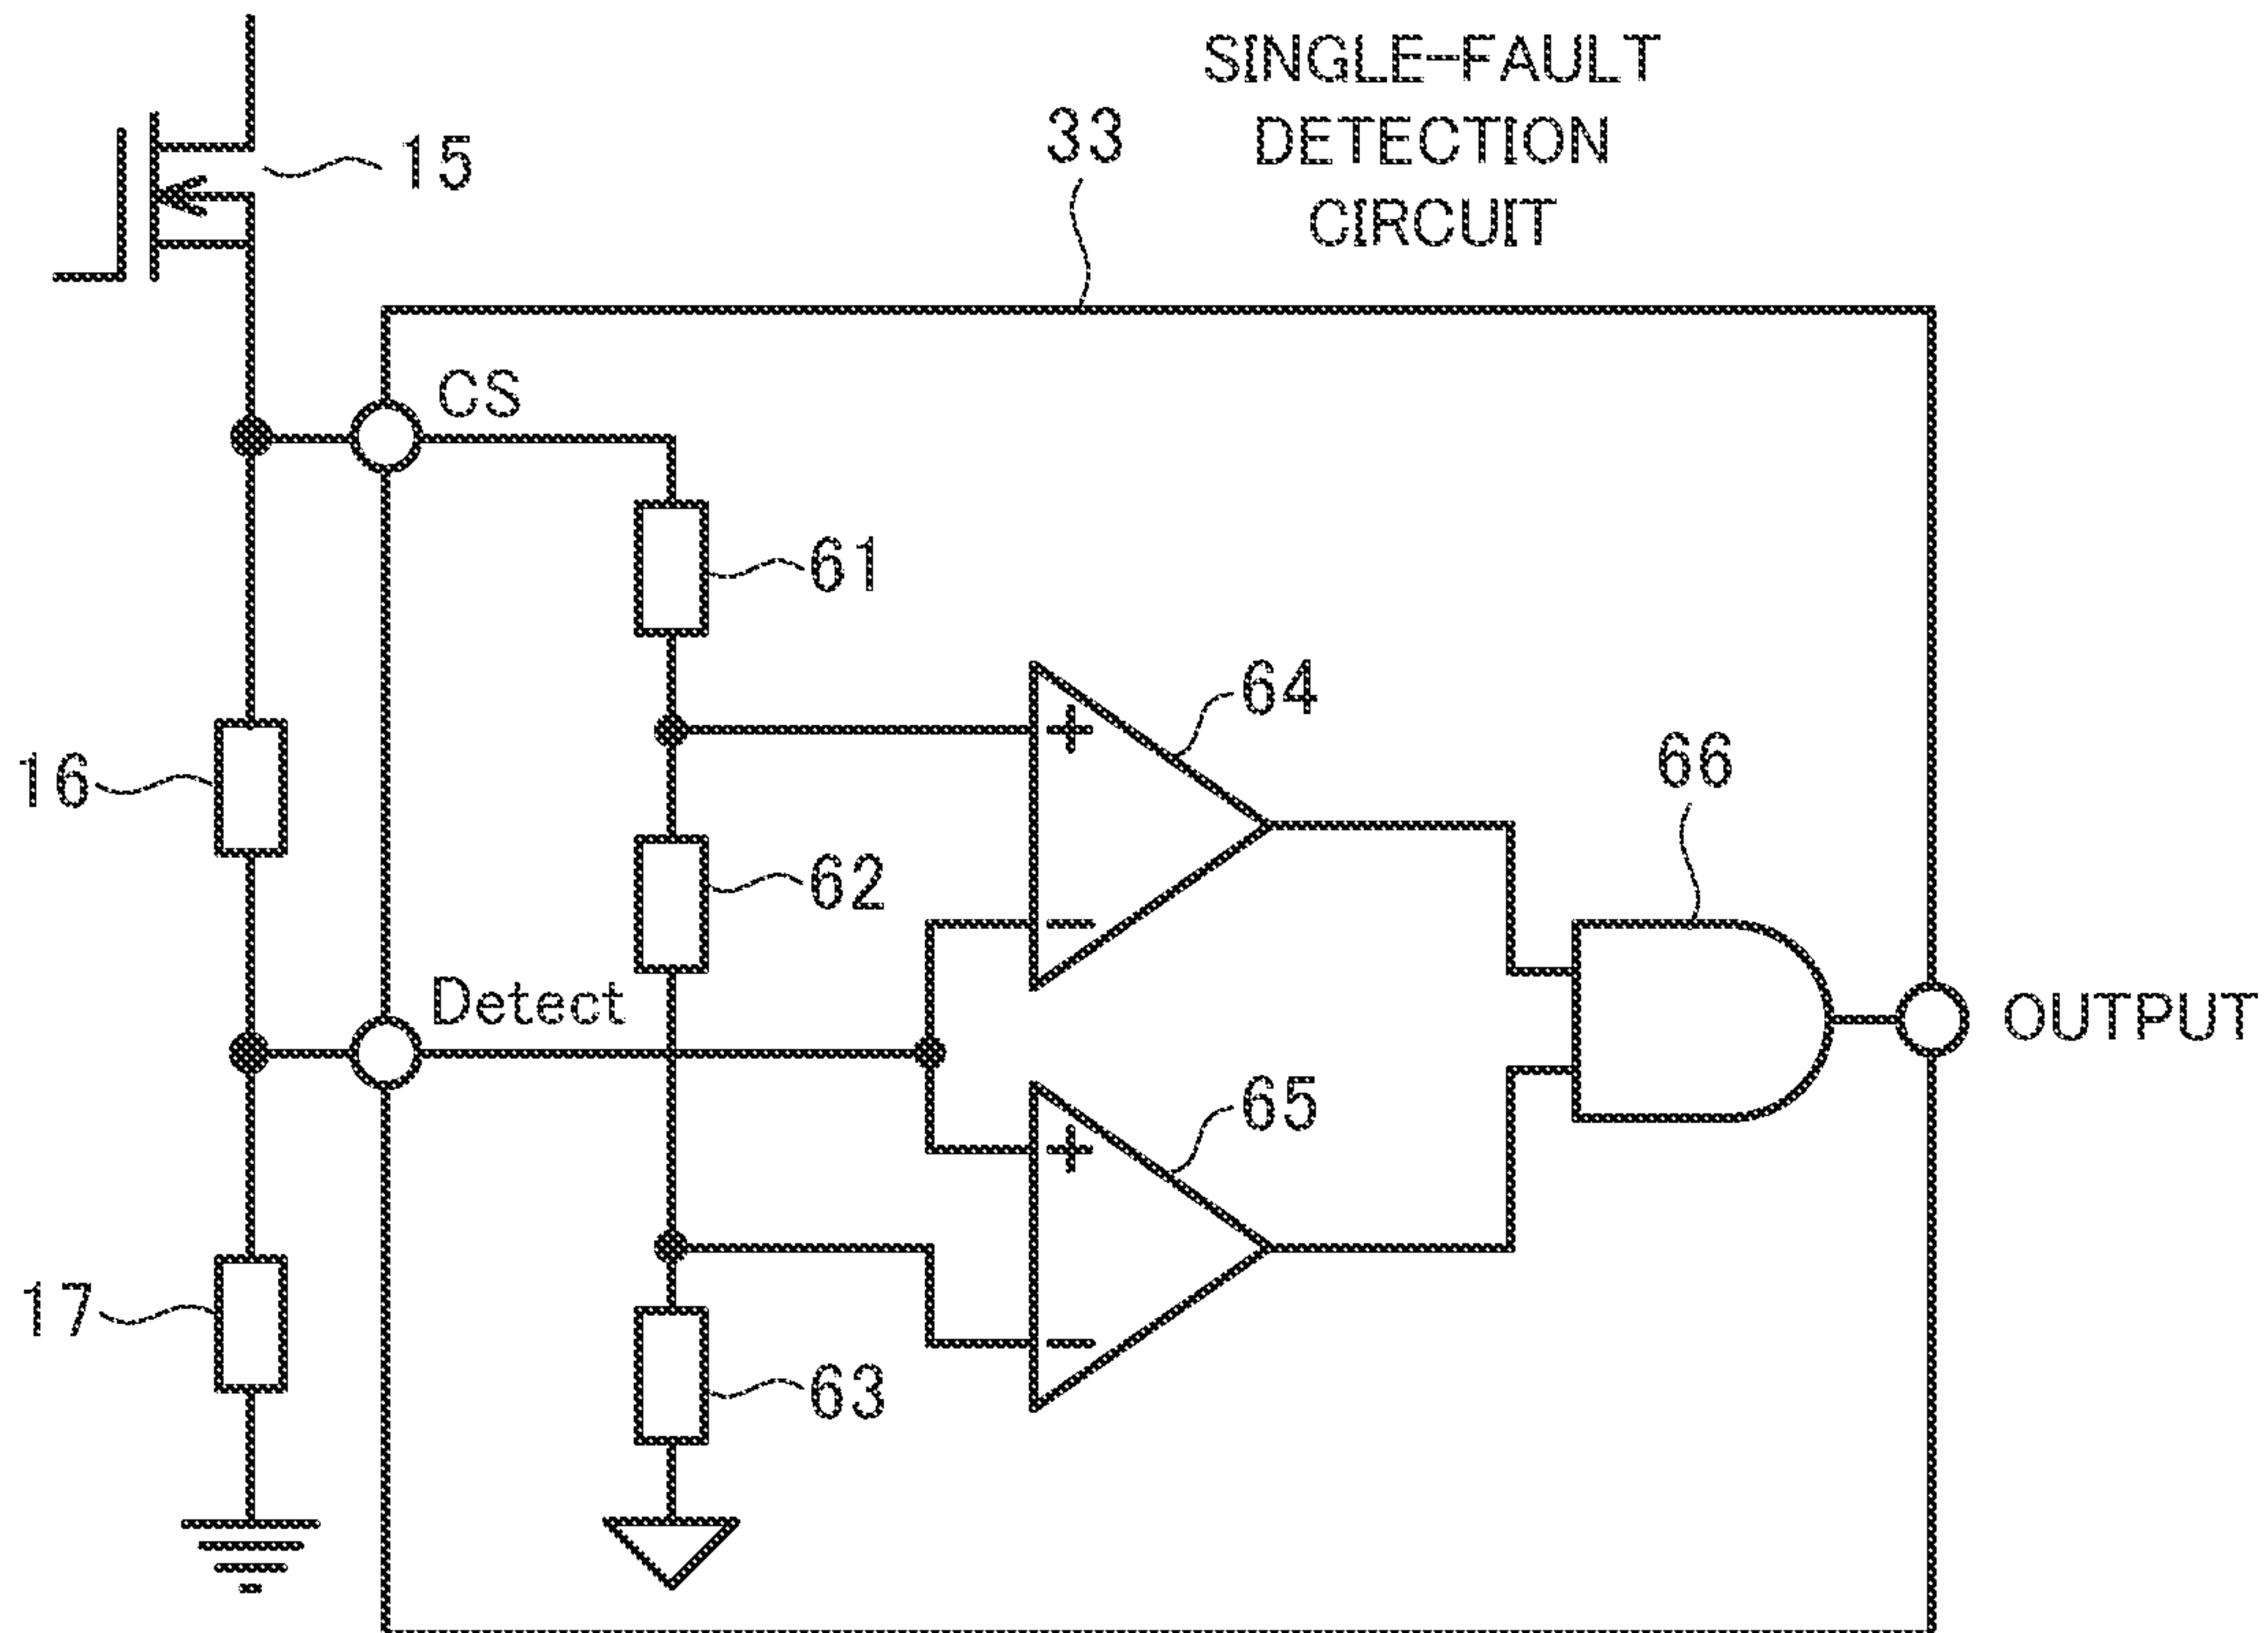 SINGLE-FAULT
DETECTION
CIRCUIT
33
15
CS
61
64
16
66
62
Detect
OUTPUT
65
17
63
+
−
+
−